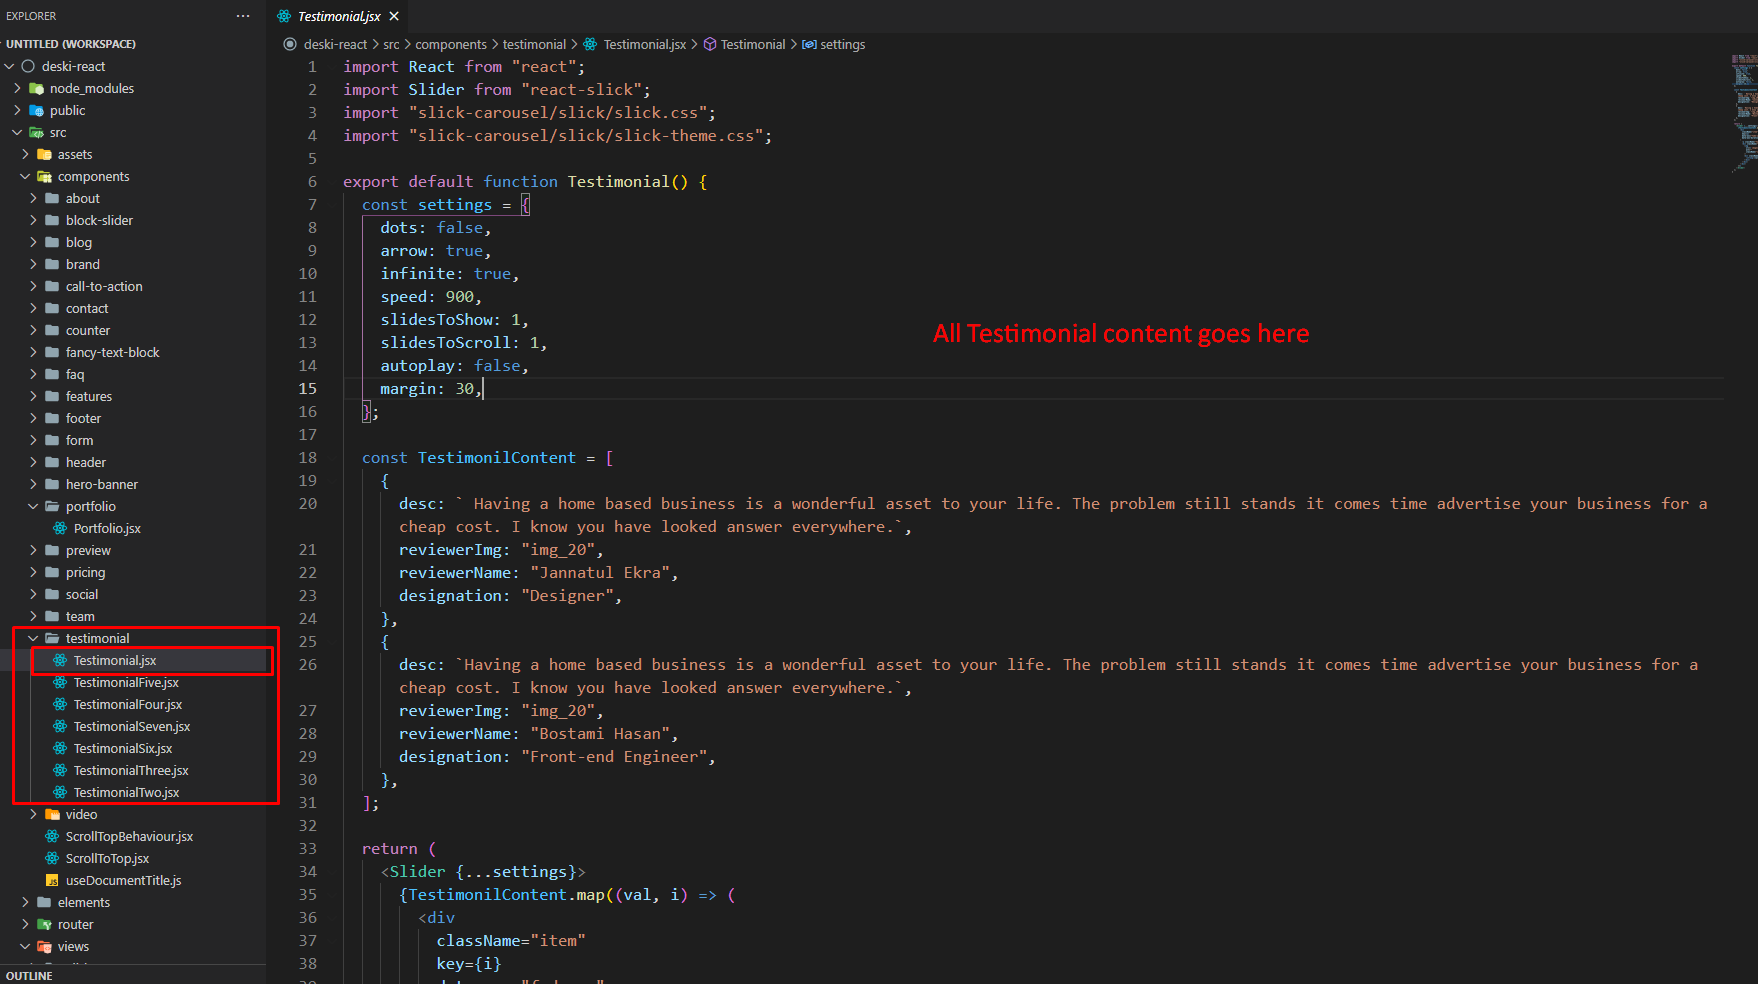 EXPLORER
UNTITLED (WORKSPACE)
deski-react
node_modules
public
src
assets
components
about
block-slider
blog
brand
call-to-action
contact
counter
fancy-text-block
faq
features
footer
form
header
hero-banner
portfolio
Portfolio.jsx
preview
pricing
social
team
testimonial
Testimonial.jsx
TestimonialFive.jsx
TestimonialFour.jsx
TestimonialSeven.jsx
TestimonialSix.jsx
TestimonialThree.jsx
TestimonialTwo.jsx
video
ScrollTopBehaviour.jsx
ScrollToTop.jsx
JS useDocumentTitle.js
elements
router
views
OUTLINE
Testimonial.jsx
deski-react > src > components > testimonial > Testimonial.jsx > Testimonial > settings
1 import React from "react";
2 import Slider from "react-slick";
3 import "slick-carousel/slick/slick.css";
4 import "slick-carousel/slick/slick-theme.css";
5
6 export default function Testimonial() {
7 const settings = {
8 dots: false,
9 arrow: true,
10 infinite: true,
11 speed: 900,
12 slidesToShow: 1,
13 slidesToScroll: 1,
14 autoplay: false,
15 margin: 30,
16 };
17
18 const TestimonilContent = [
19 {
20 desc: ` Having a home based business is a wonderful asset to your life. The problem still stands it comes time advertise your business for a
cheap cost. I know you have looked answer everywhere.`,
21 reviewerImg: "img_20",
22 reviewerName: "Jannatul Ekra",
23 designation: "Designer",
24 },
25 {
26 desc: `Having a home based business is a wonderful asset to your life. The problem still stands it comes time advertise your business for a
cheap cost. I know you have looked answer everywhere.`,
27 reviewerImg: "img_20",
28 reviewerName: "Bostami Hasan",
29 designation: "Front-end Engineer",
30 },
31 ];
32
33 return (
34 <Slider {...settings}>
35 {TestimonilContent.map((val, i) => (
36 <div
37 className="item"
38 key={i}
All Testimonial content goes here